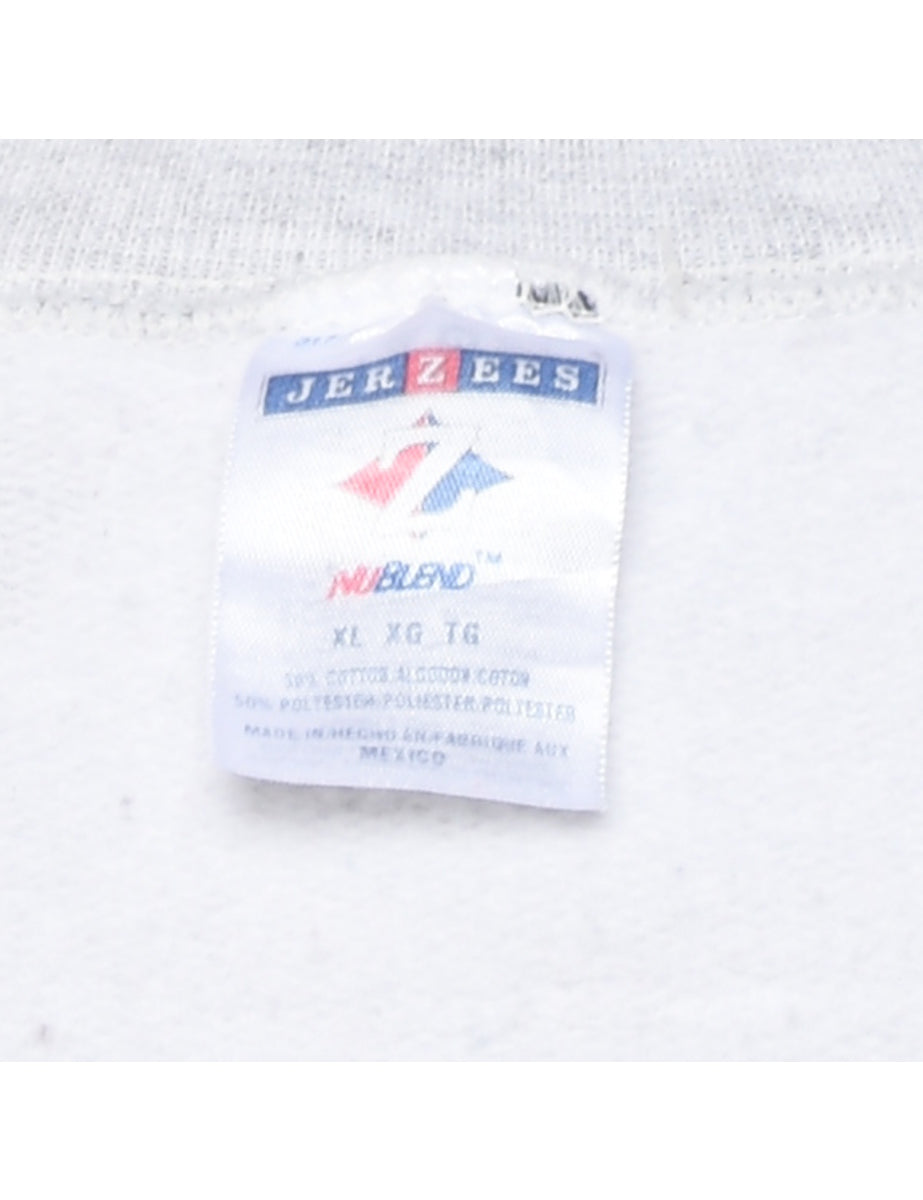 JERZEES
NUBLEND™
XL XG TG
50% COTTON/ALGODON/COTON
50% POLYESTER/POLIESTER/POLYESTER
MADE IN/HECHO EN/FABRIQUE AUX
MEXICO